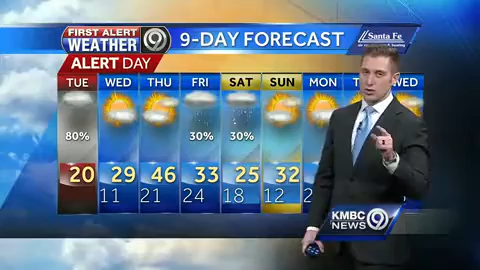 FIRST ALERT
WEATHER 9
9-DAY FORECAST
Santa Fe
ALERT DAY
TUE WED THU FRI SAT SUN MON WED
80% 30% 30%
20 29 46 33 25 32
11 21 24 18 12
KMBC 9
NEWS